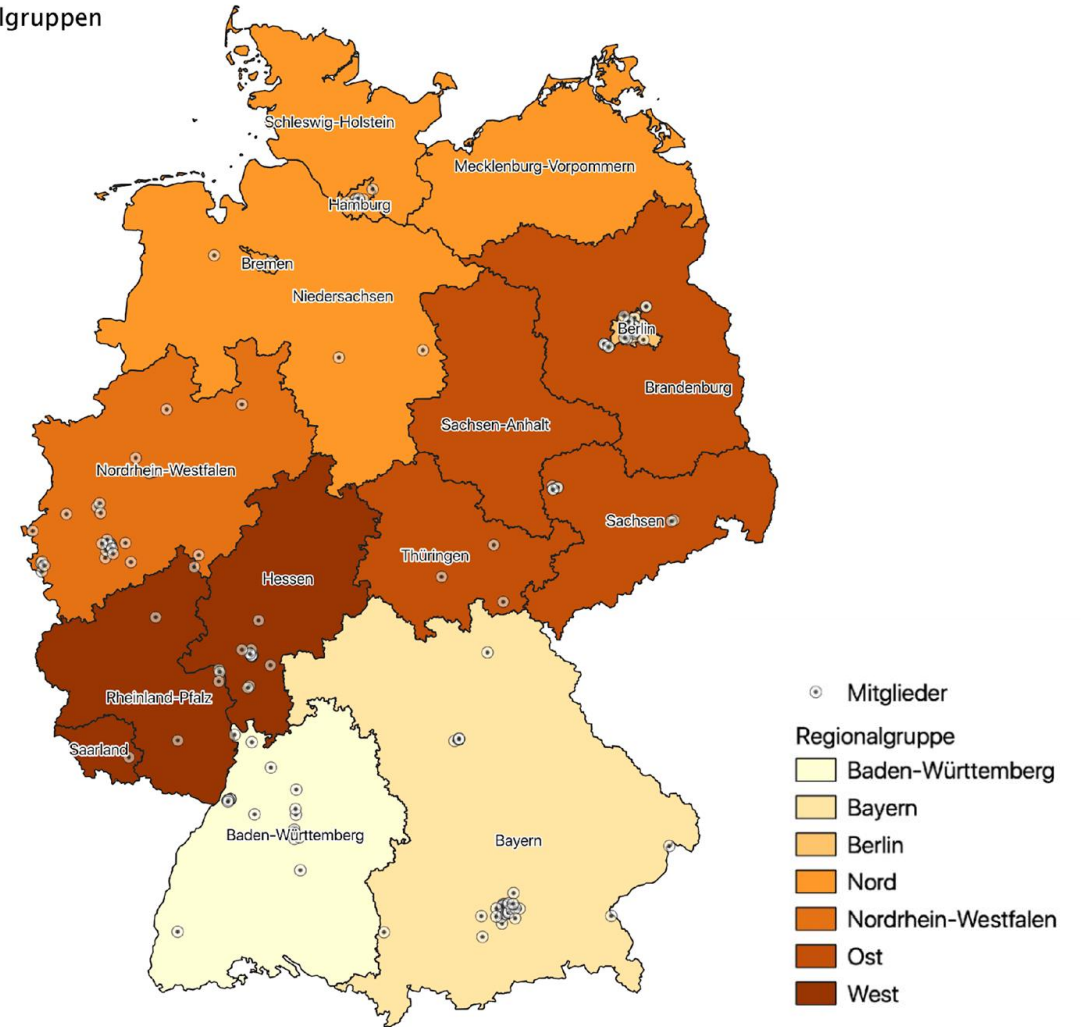 lgruppen
Schleswig-Holstein
Mecklenburg-Vorpommern
Hamburg
Bremen
Niedersachsen
Berlin
Brandenburg
Sachsen-Anhalt
Nordrhein-Westfalen
Sachsen
Thüringen
Hessen
Rheinland-Pfalz
Saarland
Baden-Württemberg
Bayern
Mitglieder
Regionalgruppe
Baden-Württemberg
Bayern
Berlin
Nord
Nordrhein-Westfalen
Ost
West